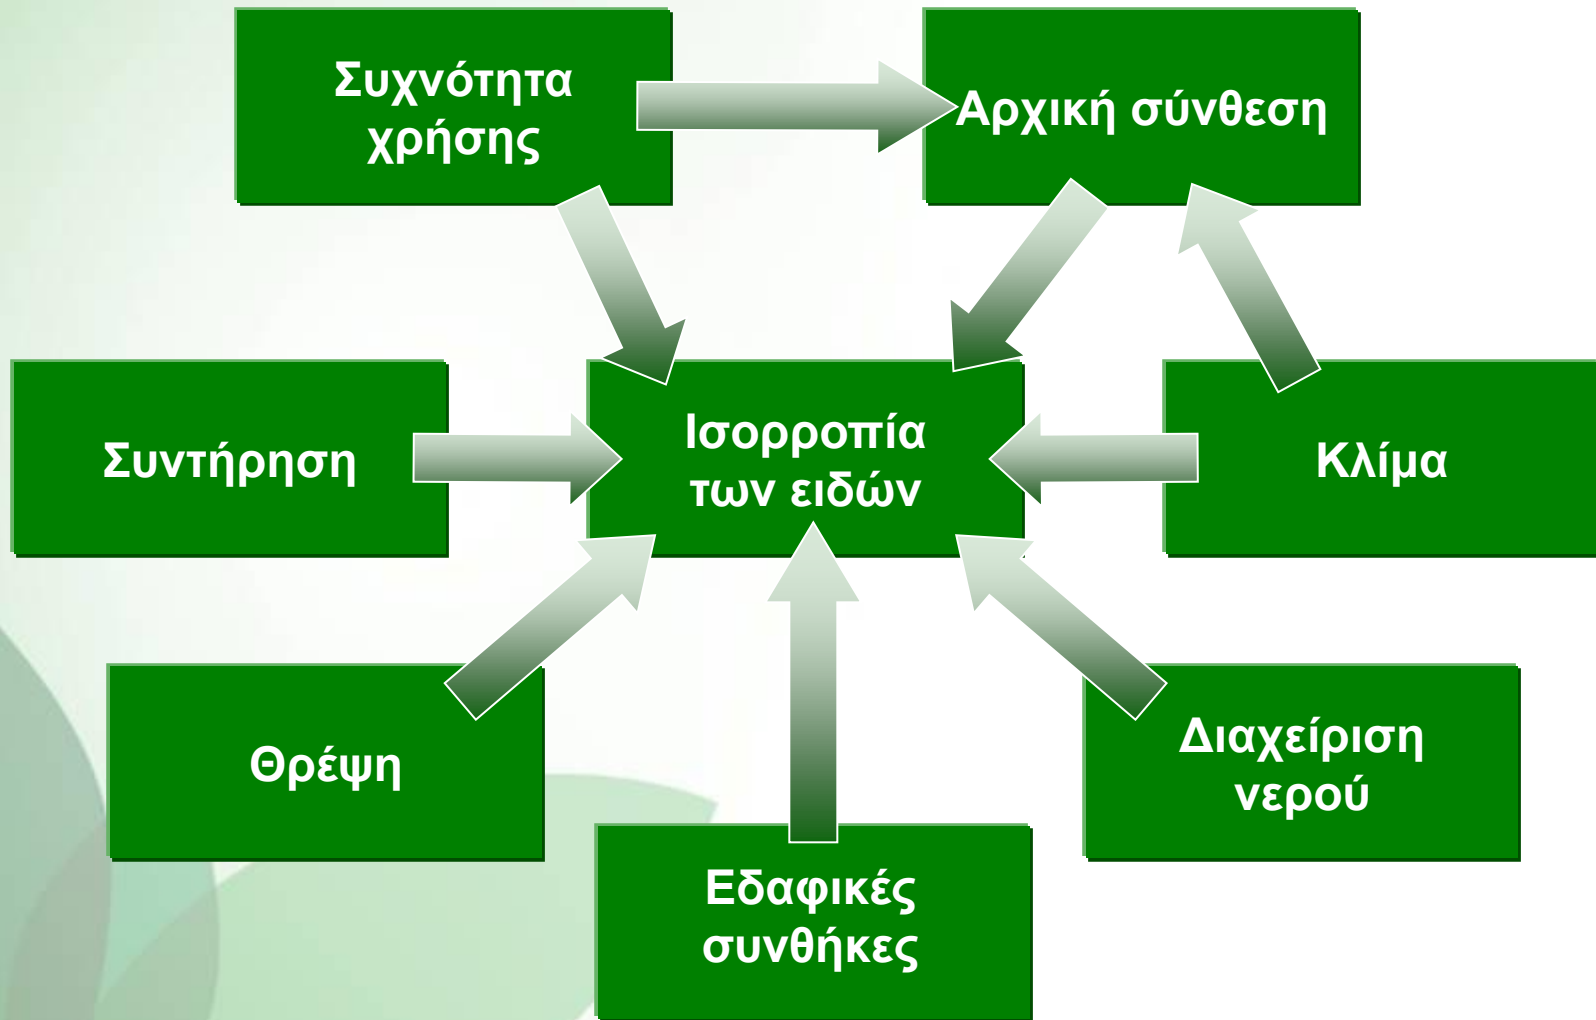 Συχνότητα
χρήσης
Αρχική σύνθεση
Συντήρηση
Ισορροπία
των ειδών
Κλίμα
Θρέψη
Διαχείριση
νερού
Εδαφικές
συνθήκες